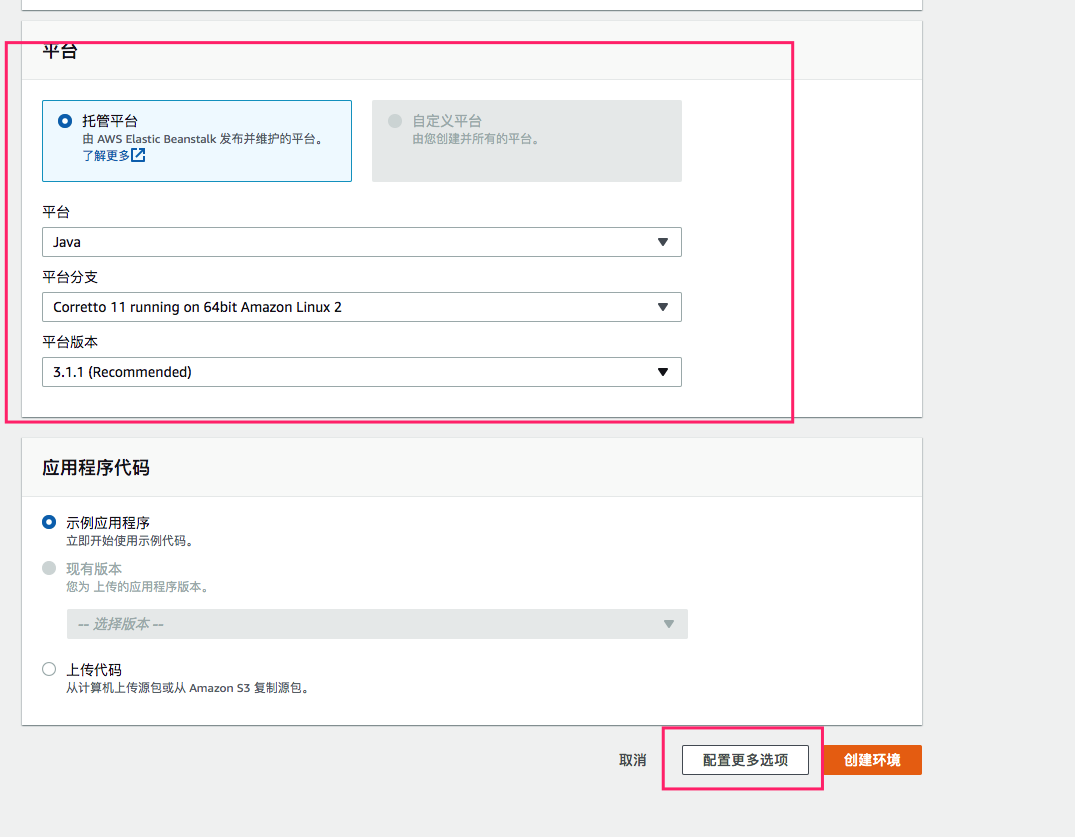 平台
托管平台
由 AWS Elastic Beanstalk 发布并维护的平台。
了解更多
自定义平台
由您创建并所有的平台。
平台
Java
平台分支
Corretto 11 running on 64bit Amazon Linux 2
平台版本
3.1.1 (Recommended)
应用程序代码
示例应用程序
立即开始使用示例代码。
现有版本
您为 上传的应用程序版本。
-- 选择版本 --
上传代码
从计算机上传源包或从 Amazon S3 复制源包。
取消
配置更多选项
创建环境